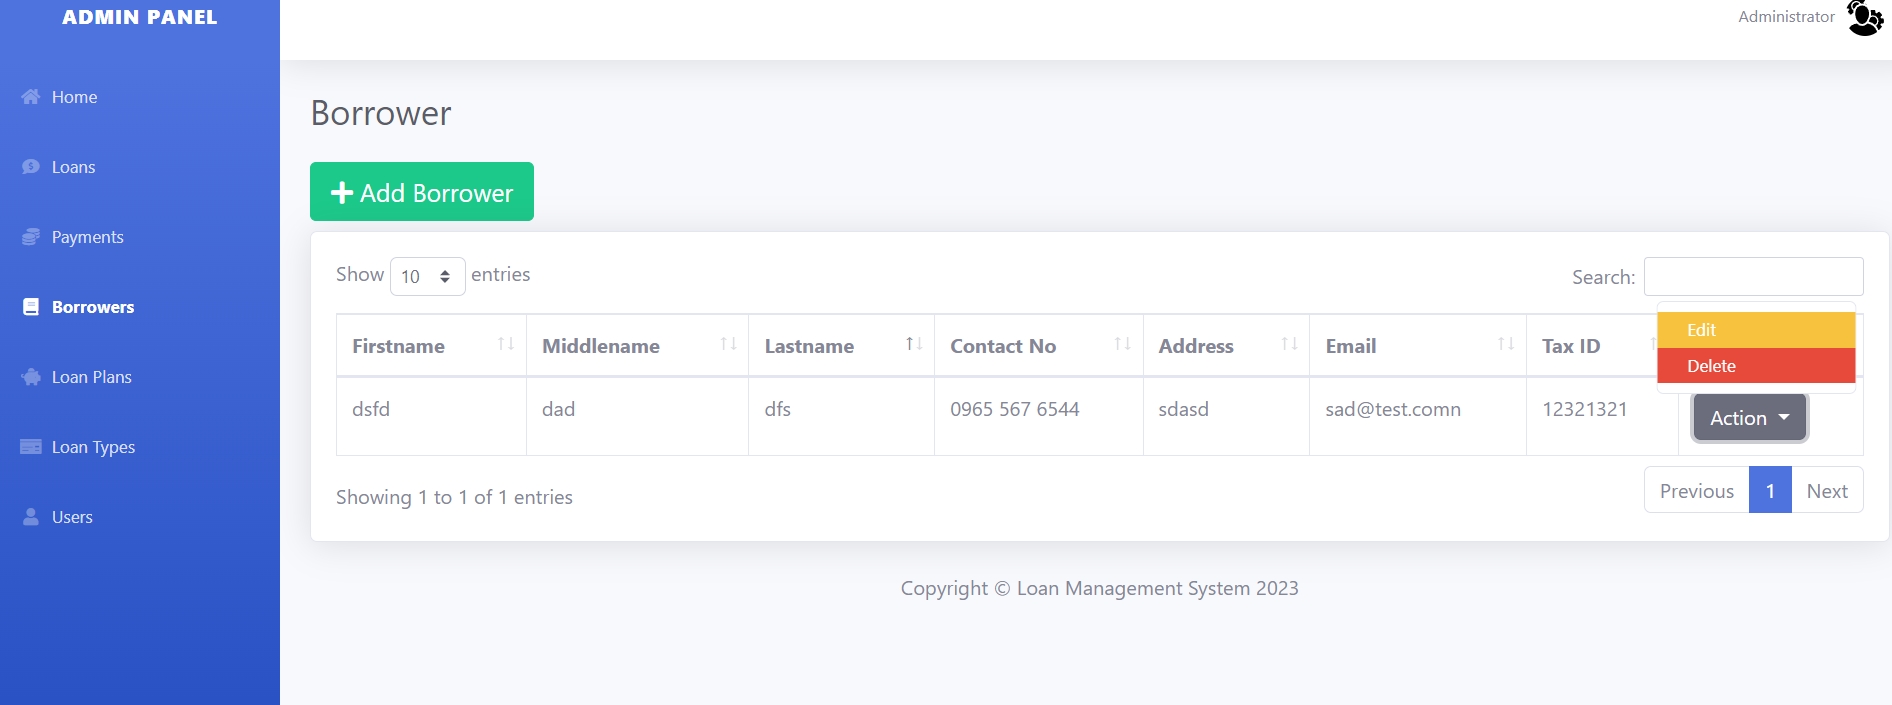 ADMIN PANEL
Administrator
Home
Loans
Payments
Borrowers
Loan Plans
Loan Types
Users
Borrower
Add Borrower
Show 10 entries
Search:
Edit
Delete
Firstname Middlename Lastname Contact No Address Email Tax ID
dsfd dad dfs 0965 567 6544 sdasd sad@test.comn 12321321 Action
Showing 1 to 1 of 1 entries
Previous 1 Next
Copyright © Loan Management System 2023